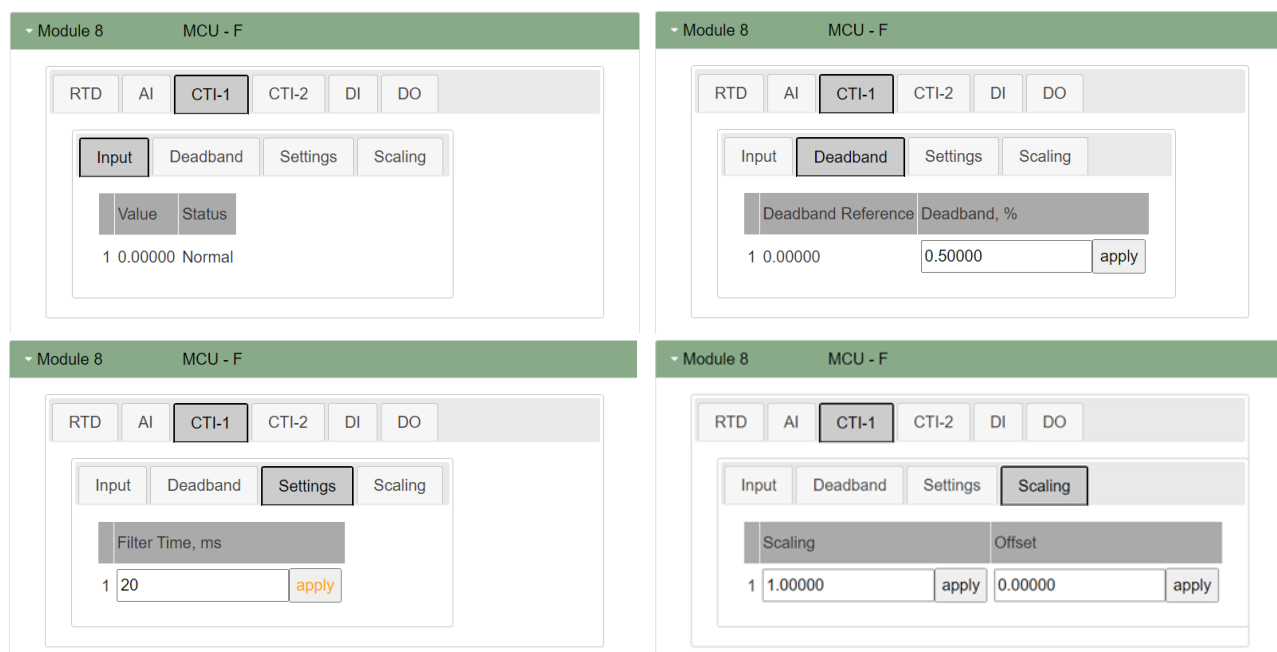 Module 8 MCU - F
RTD AI CTI-1 CTI-2 DI DO
Input Deadband Settings Scaling
Value Status
1 0.00000 Normal
Module 8 MCU - F
RTD AI CTI-1 CTI-2 DI DO
Input Deadband Settings Scaling
Deadband Reference Deadband, %
1 0.00000 0.50000 apply
Module 8 MCU - F
RTD AI CTI-1 CTI-2 DI DO
Input Deadband Settings Scaling
Filter Time, ms
1 20 apply
Module 8 MCU - F
RTD AI CTI-1 CTI-2 DI DO
Input Deadband Settings Scaling
Scaling Offset
1 1.00000 apply 0.00000 apply